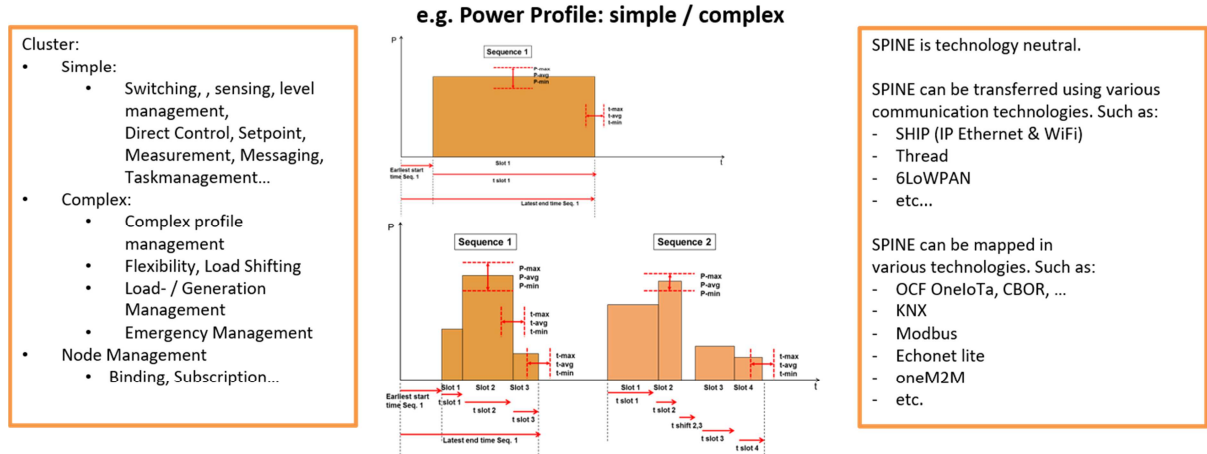 e.g. Power Profile: simple / complex
Cluster:
• Simple:
• Switching, , sensing, level
management,
Direct Control, Setpoint,
Measurement, Messaging,
Taskmanagement…
• Complex:
• Complex profile
management
• Flexibility, Load Shifting
• Load- / Generation
Management
• Emergency Management
• Node Management
• Binding, Subscription…
P
Sequence 1
P-max
P-avg
P-min
t-max
t-avg
t-min
Slot 1
t
Earliest start
time Seq. 1
t slot 1
Latest end time Seq. 1
P
Sequence 1
Sequence 2
P-max
P-avg
P-min
P-max
P-avg
P-min
t-max
t-avg
t-min
t-max
t-avg
t-min
t-max
t-avg
t-min
Slot 1 Slot 2 Slot 3
Slot 1 Slot 2 Slot 3 Slot 4
t
Earliest start
time Seq. 1
t slot 1
t slot 2
t slot 3
Latest end time Seq. 1
t slot 1
t slot 2
t shift 2,3
t slot 3
t slot 4
SPINE is technology neutral.
SPINE can be transferred using various
communication technologies. Such as:
- SHIP (IP Ethernet & WiFi)
- Thread
- 6LoWPAN
- etc...
SPINE can be mapped in
various technologies. Such as:
- OCF OneIoTa, CBOR, …
- KNX
- Modbus
- Echonet lite
- oneM2M
- etc.